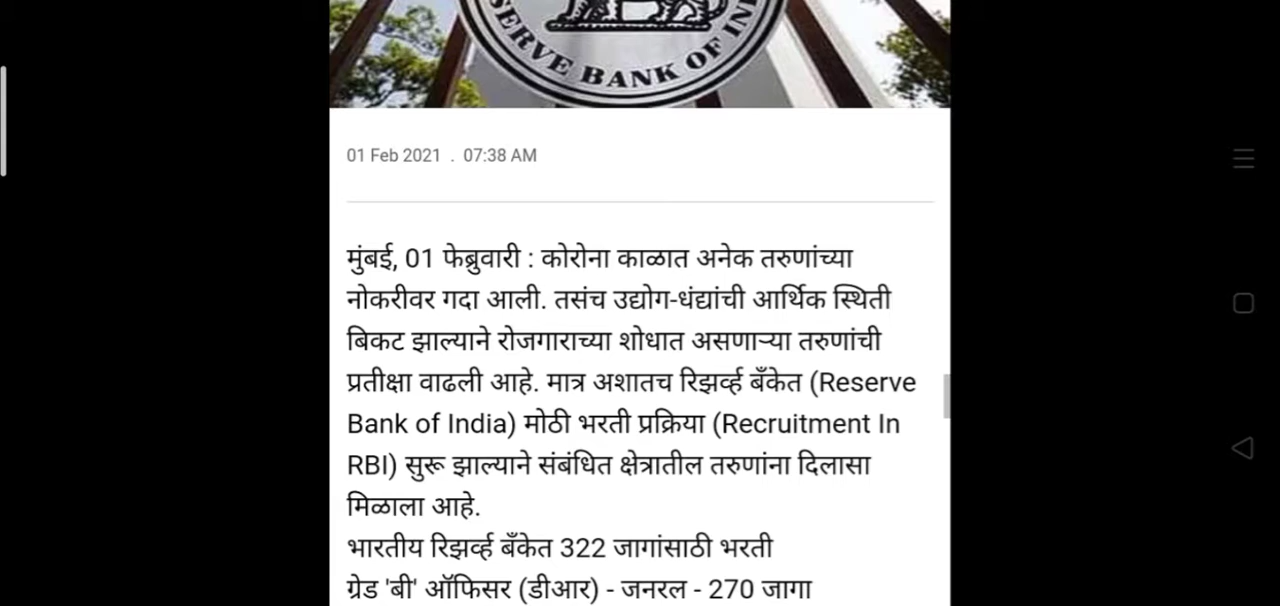 SERVE BANK OF IN
01 Feb 2021 . 07:38 AM
मुंबई, 01 फेब्रुवारी : कोरोना काळात अनेक तरुणांच्या
नोकरीवर गदा आली. तसंच उद्योग-धंद्यांची आर्थिक स्थिती
बिकट झाल्याने रोजगाराच्या शोधात असणाऱ्या तरुणांची
प्रतीक्षा वाढली आहे. मात्र अशातच रिझर्व्ह बँकेत (Reserve
Bank of India) मोठी भरती प्रक्रिया (Recruitment In
RBI) सुरू झाल्याने संबंधित क्षेत्रातील तरुणांना दिलासा
मिळाला आहे.
भारतीय रिझर्व्ह बँकेत 322 जागांसाठी भरती
ग्रेड 'बी' ऑफिसर (डीआर) - जनरल - 270 जागा